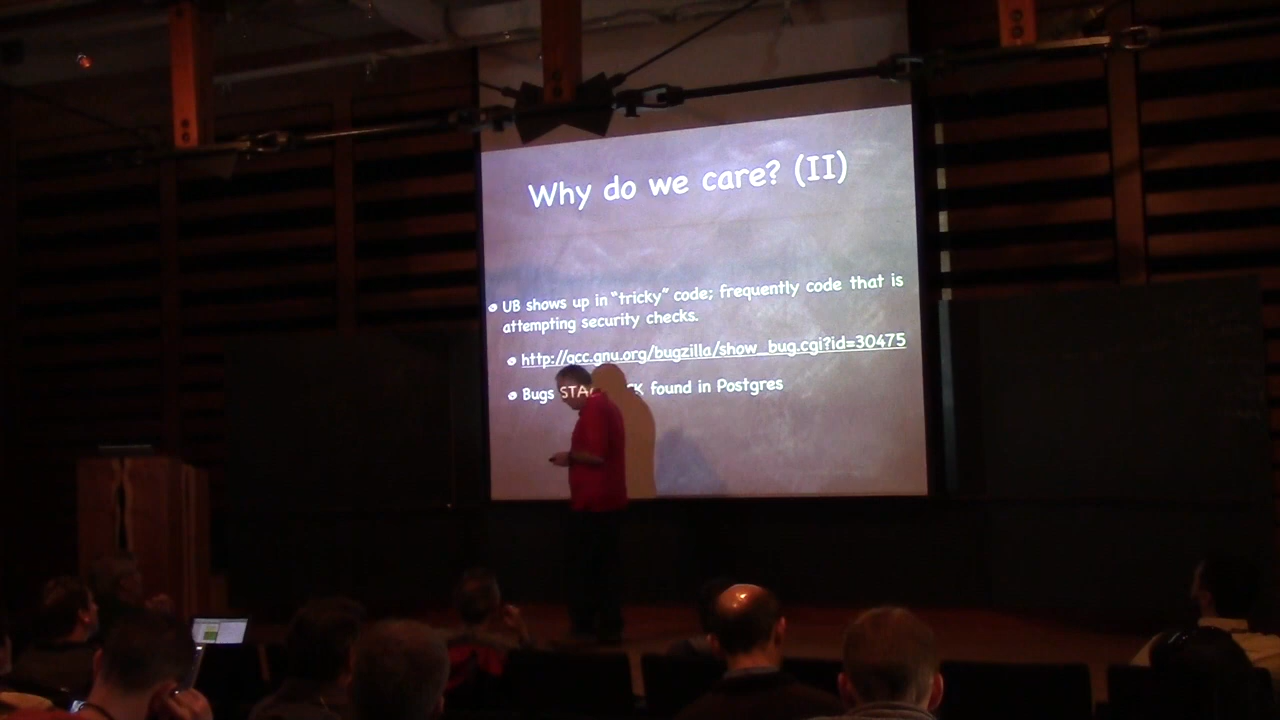 Why do we care? (II)
UB shows up in "tricky" code; frequently code that is
attempting security checks.
http://gcc.gnu.org/bugzilla/show_bug.cgi?id=30475
Bugs found in Postgres